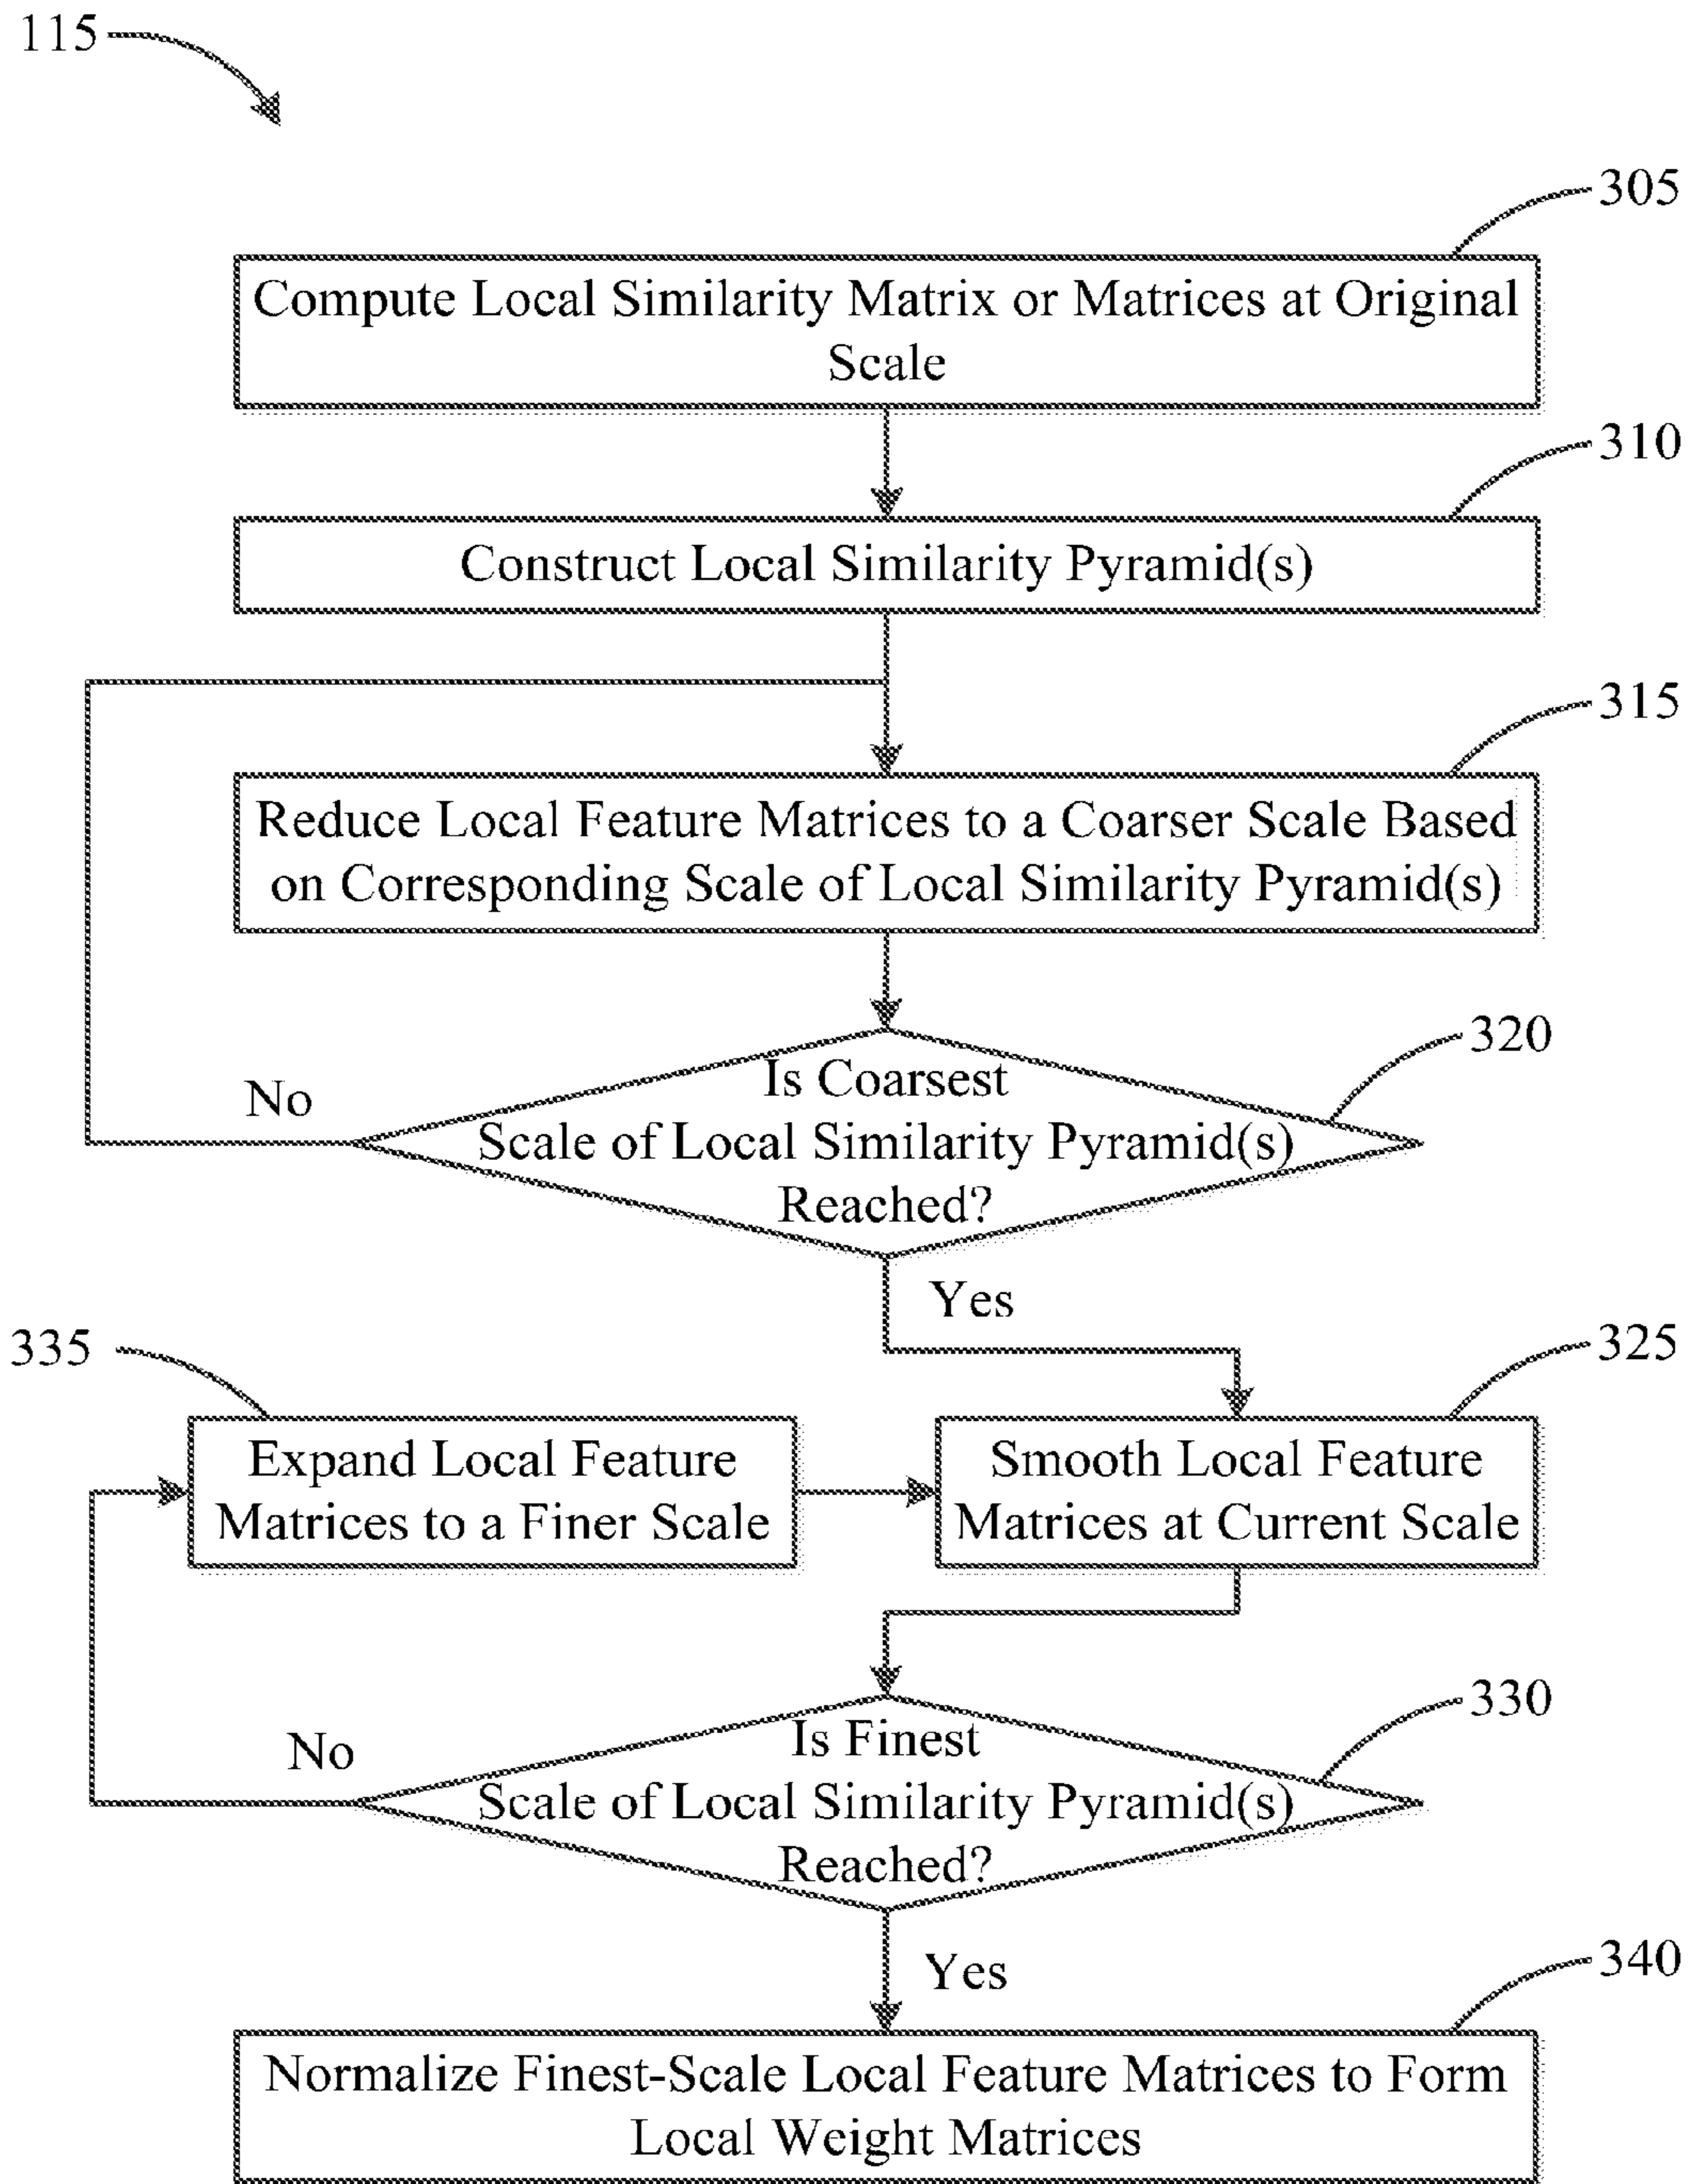 115
305
Compute Local Similarity Matrix or Matrices at Original
Scale
310
Construct Local Similarity Pyramid(s)
315
Reduce Local Feature Matrices to a Coarser Scale Based
on Corresponding Scale of Local Similarity Pyramid(s)
320
Is Coarsest
Scale of Local Similarity Pyramid(s)
Reached?
No
Yes
335
325
Expand Local Feature
Matrices to a Finer Scale
Smooth Local Feature
Matrices at Current Scale
330
Is Finest
Scale of Local Similarity Pyramid(s)
Reached?
No
Yes
340
Normalize Finest-Scale Local Feature Matrices to Form
Local Weight Matrices